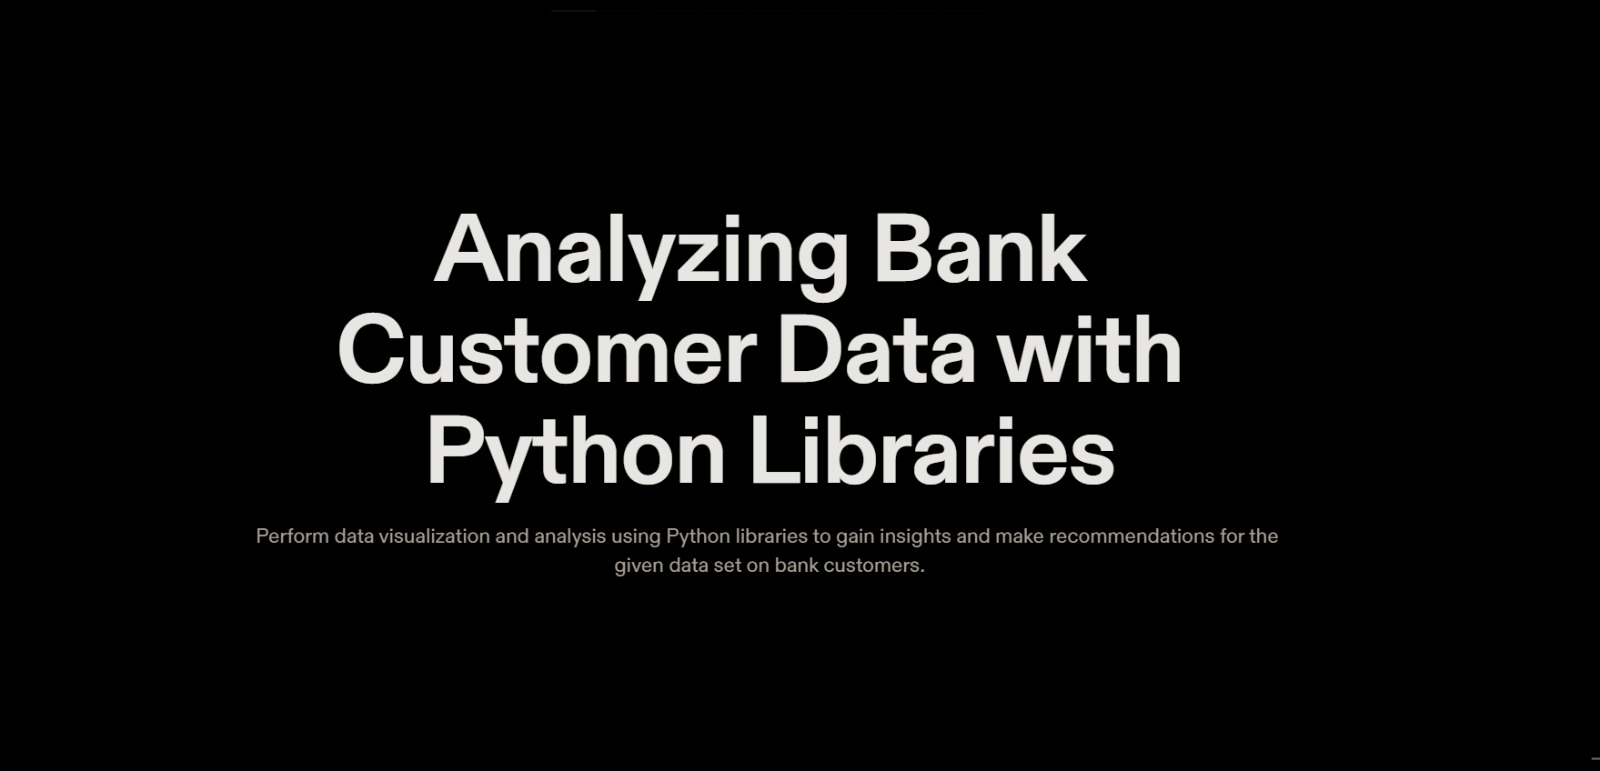 Analyzing Bank
Customer Data with
Python Libraries
Perform data visualization and analysis using Python libraries to gain insights and make recommendations for the
given data set on bank customers.